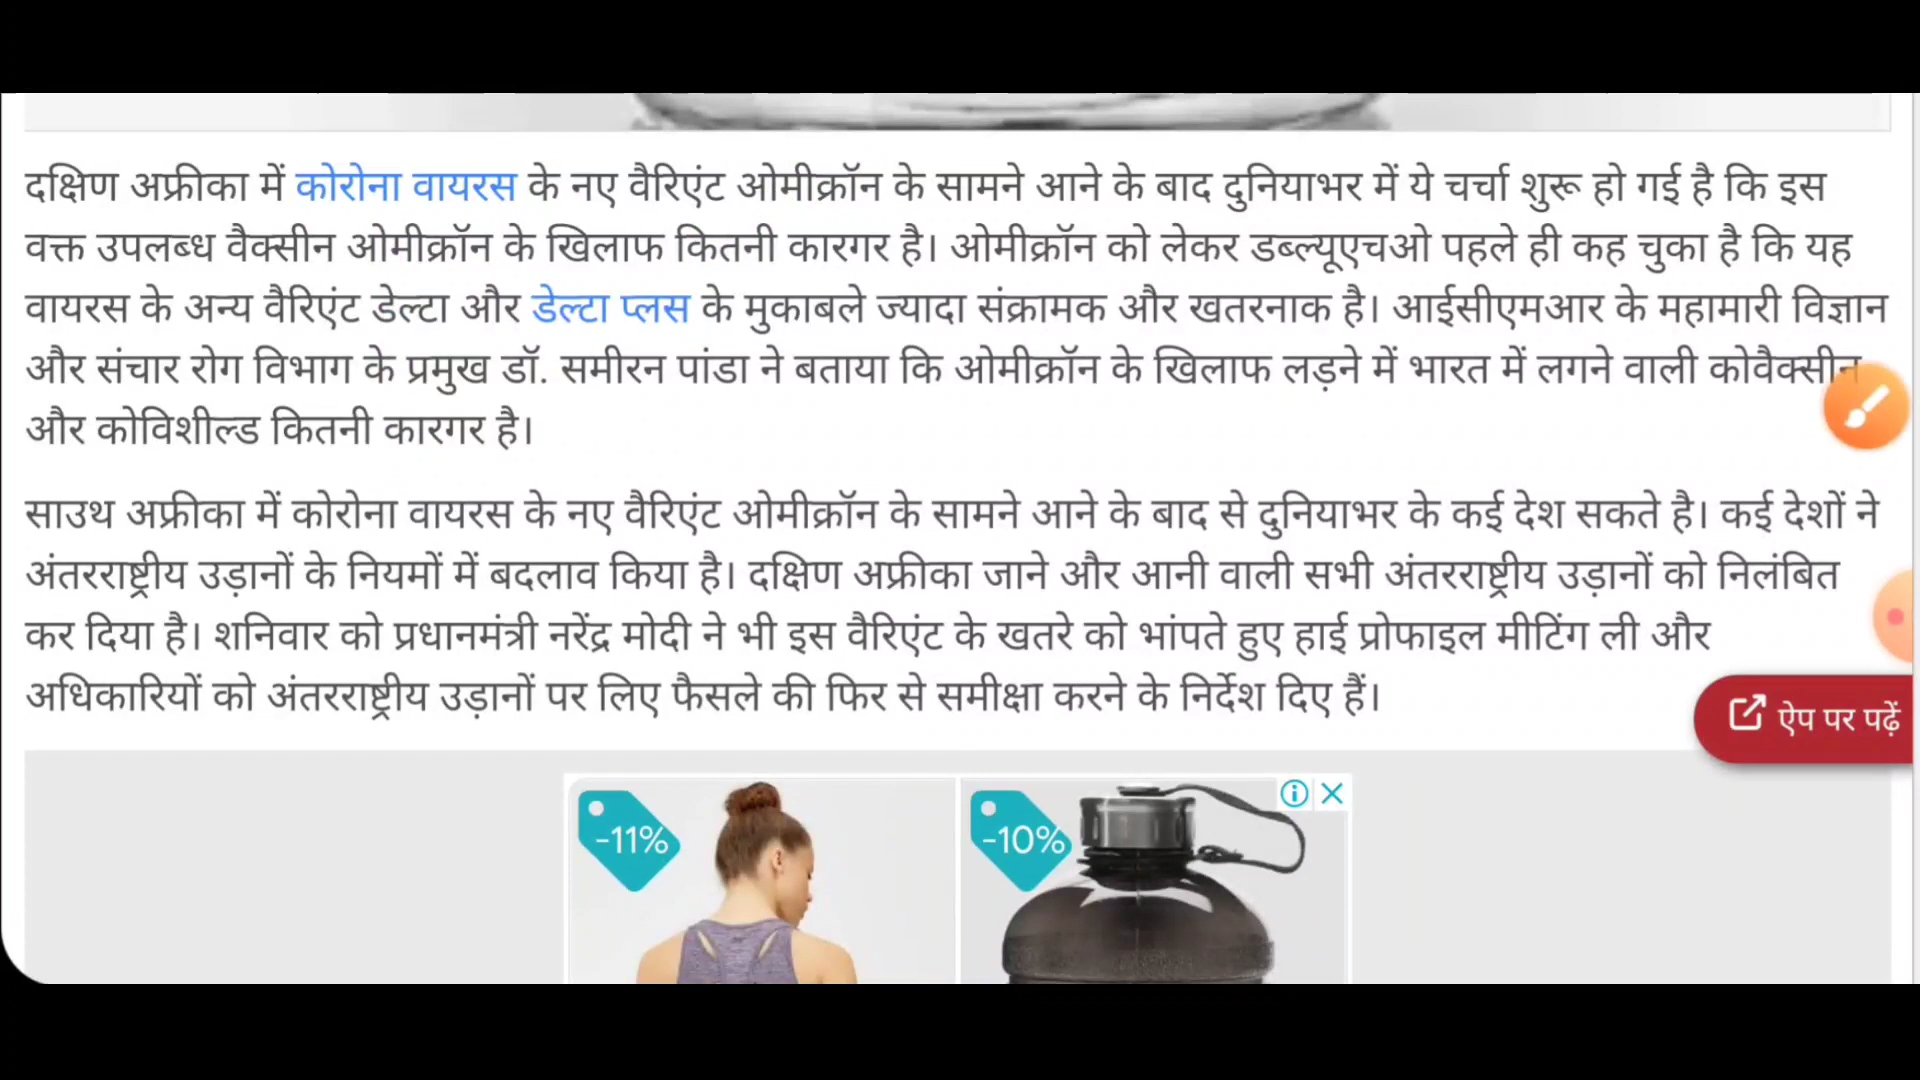 दक्षिण अफ्रीका में कोरोना वायरस के नए वैरिएंट ओमीक्रॉन के सामने आने के बाद दुनियाभर में ये चर्चा शुरू हो गई है कि इस
वक्त उपलब्ध वैक्सीन ओमीक्रॉन के खिलाफ कितनी कारगर है। ओमीक्रॉन को लेकर डब्ल्यूएचओ पहले ही कह चुका है कि यह
वायरस के अन्य वैरिएंट डेल्टा और डेल्टा प्लस के मुकाबले ज्यादा संक्रामक और खतरनाक है। आईसीएमआर के महामारी विज्ञान
और संचार रोग विभाग के प्रमुख डॉ. समीरन पांडा ने बताया कि ओमीक्रॉन के खिलाफ लड़ने में भारत में लगने वाली कोवैक्सीन
और कोविशील्ड कितनी कारगर है।
साउथ अफ्रीका में कोरोना वायरस के नए वैरिएंट ओमीक्रॉन के सामने आने के बाद से दुनियाभर के कई देश सकते है। कई देशों ने
अंतरराष्ट्रीय उड़ानों के नियमों में बदलाव किया है। दक्षिण अफ्रीका जाने और आनी वाली सभी अंतरराष्ट्रीय उड़ानों को निलंबित
कर दिया है। शनिवार को प्रधानमंत्री नरेंद्र मोदी ने भी इस वैरिएंट के खतरे को भांपते हुए हाई प्रोफाइल मीटिंग ली और
अधिकारियों को अंतरराष्ट्रीय उड़ानों पर लिए फैसले की फिर से समीक्षा करने के निर्देश दिए हैं।
ऐप पर पढ़ें
-11%
-10%